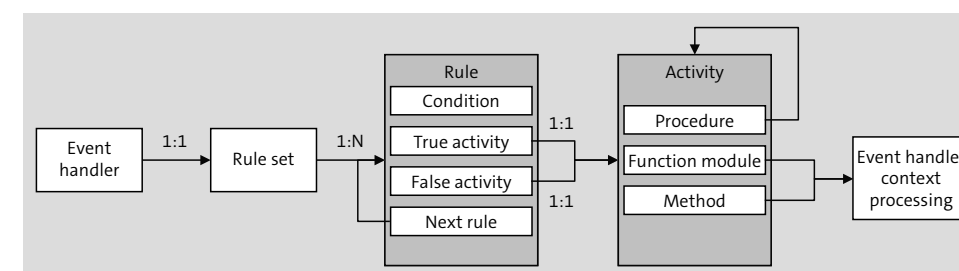 Event
handler
1:1
Rule set
1:N
Rule
Condition
True activity
False activity
Next rule
1:1
1:1
Activity
Procedure
Function module
Method
Event handle
context
processing